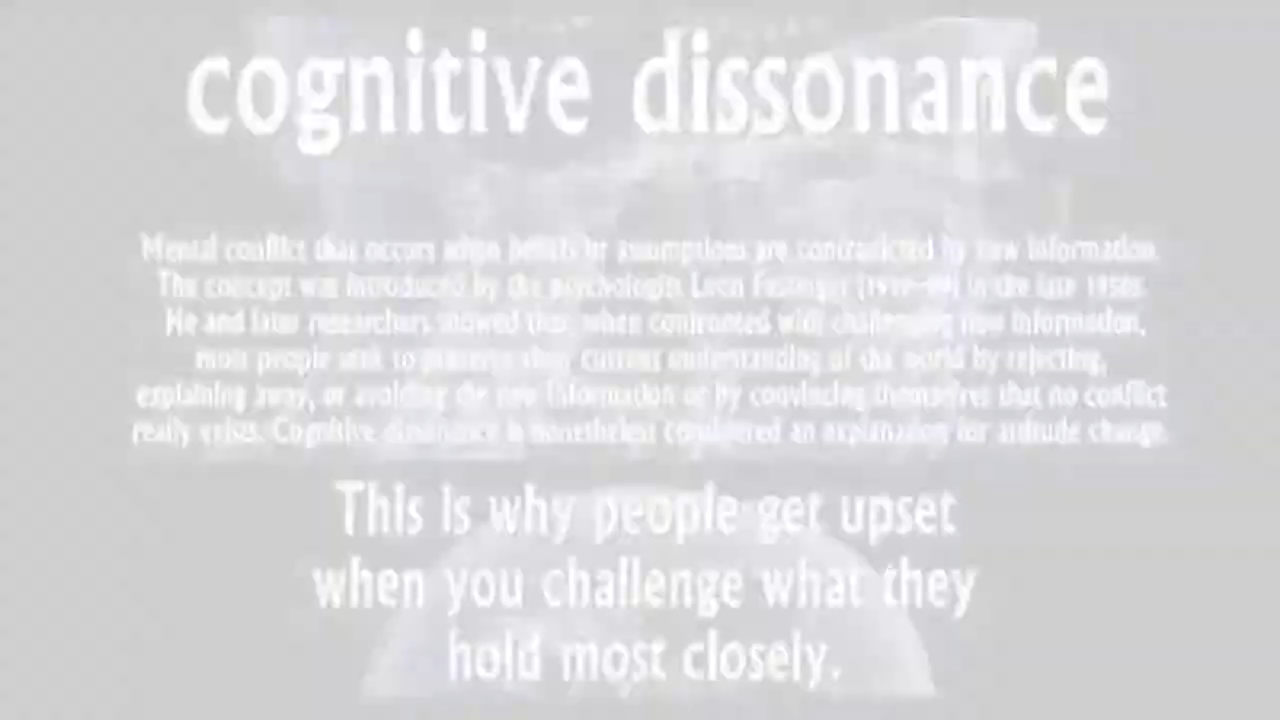 cognitive dissonance
Mental conflict that occurs when beliefs or assumptions are contradicted by new information.
The concept was introduced by the psychologist Leon Festinger (1919–89) in the late 1950s.
He and later researchers showed that, when confronted with challenging new information,
most people seek to preserve their current understanding of the world by rejecting,
explaining away, or avoiding the new information or by convincing themselves that no conflict
really exists. Cognitive dissonance is nonetheless considered an explanation for attitude change.
This is why people get upset
when you challenge what they
hold most closely.